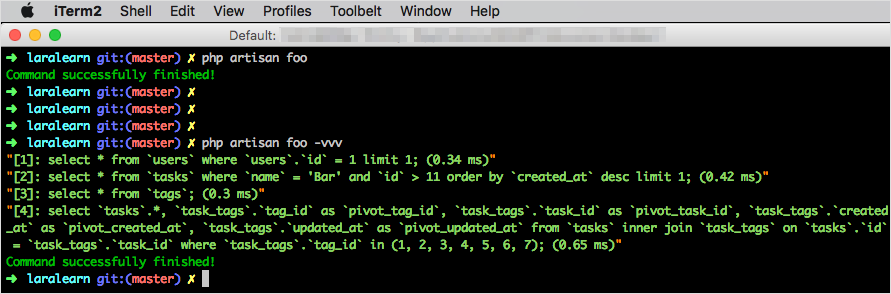 iTerm2 Shell Edit View Profiles Toolbelt Window Help
Default:
➜ laralearn git:(master) ✗ php artisan foo
Command successfully finished!
➜ laralearn git:(master) ✗
➜ laralearn git:(master) ✗
➜ laralearn git:(master) ✗
➜ laralearn git:(master) ✗ php artisan foo -vvv
"[1]: select * from `users` where `users`.`id` = 1 limit 1; (0.34 ms)"
"[2]: select * from `tasks` where `name` = 'Bar' and `id` > 11 order by `created_at` desc limit 1; (0.42 ms)"
"[3]: select * from `tags`; (0.3 ms)"
"[4]: select `tasks`.*, `task_tags`.`tag_id` as `pivot_tag_id`, `task_tags`.`task_id` as `pivot_task_id`, `task_tags`.`created
_at` as `pivot_created_at`, `task_tags`.`updated_at` as `pivot_updated_at` from `tasks` inner join `task_tags` on `tasks`.`id`
= `task_tags`.`task_id` where `task_tags`.`tag_id` in (1, 2, 3, 4, 5, 6, 7); (0.65 ms)"
Command successfully finished!
➜ laralearn git:(master) ✗